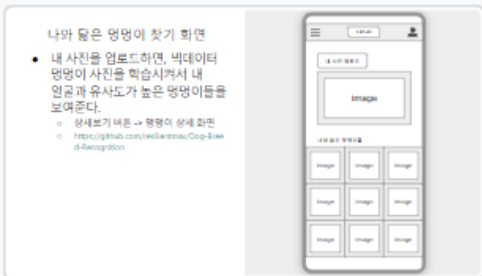 나와 닮은 멍멍이 찾기 화면
● 내 사진을 업로드하면, 빅데이터
멍멍이 사진을 학습시켜서 내
얼굴과 유사도가 높은 멍멍이들을
보여준다.
○ 상세보기 버튼 -> 멍멍이 상세 화면
○ https://github.com/resilientmau/Dog-Bree
d-Recognition
image
image image image
image image image
image image image